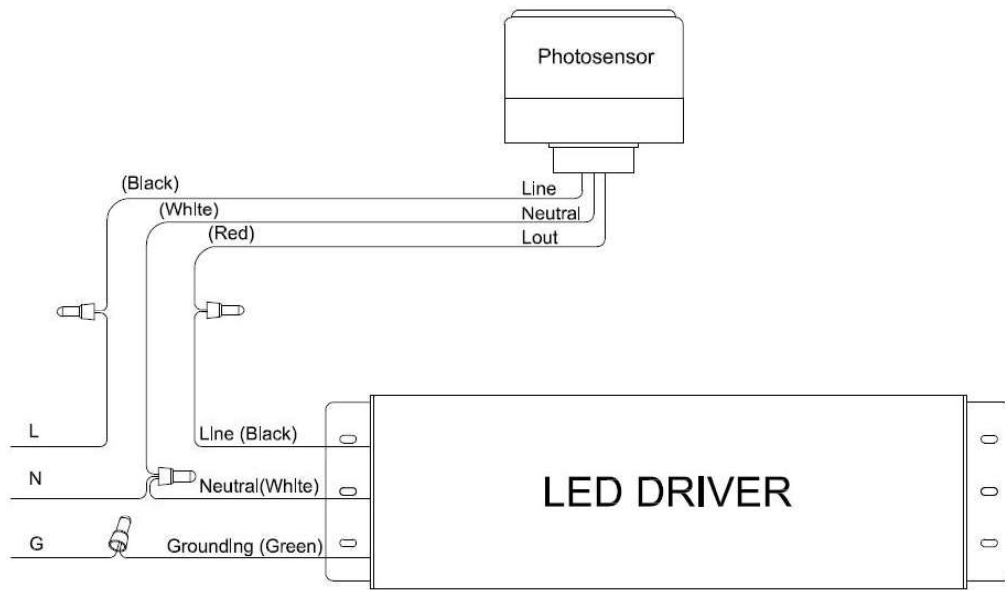 Photosensor
(Black)
Line
(White)
Neutral
(Red)
Lout
L
Line (Black)
N
Neutral(White)
LED DRIVER
G
Grounding (Green)